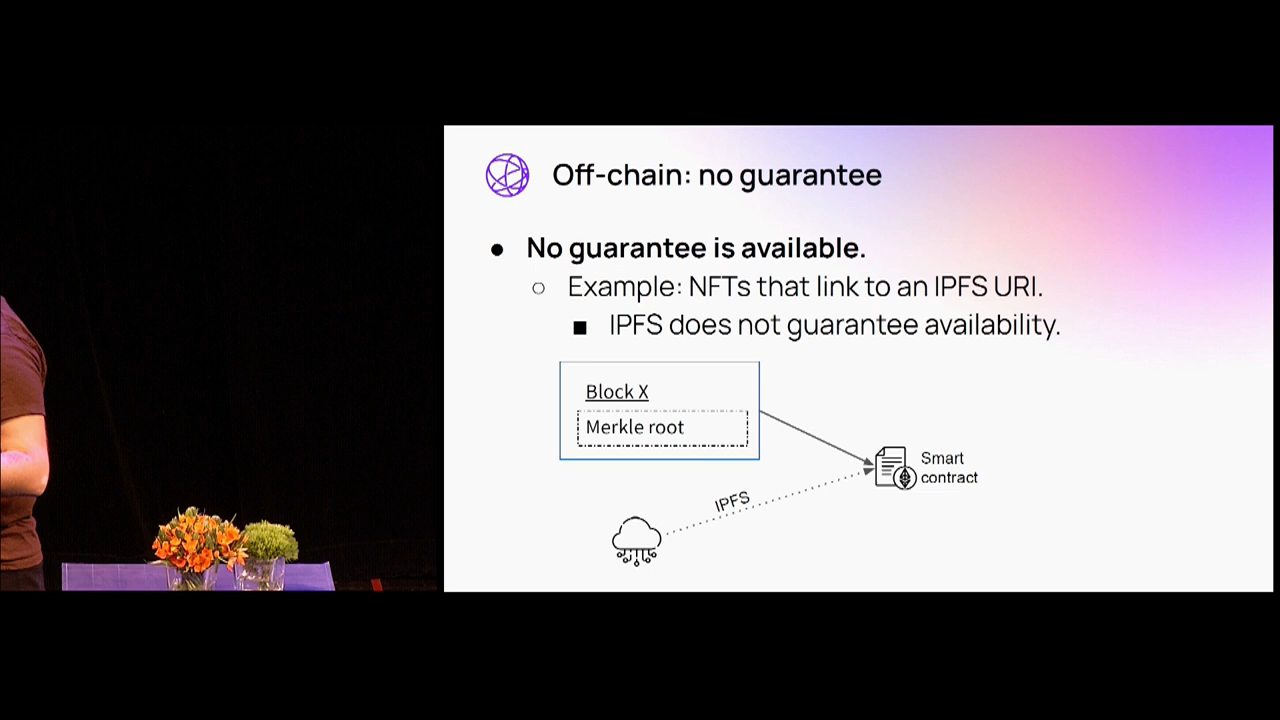 Off-chain: no guarantee
No guarantee is available.
Example: NFTs that link to an IPFS URI.
IPFS does not guarantee availability.
Block X
Merkle root
Smart
contract
IPFS